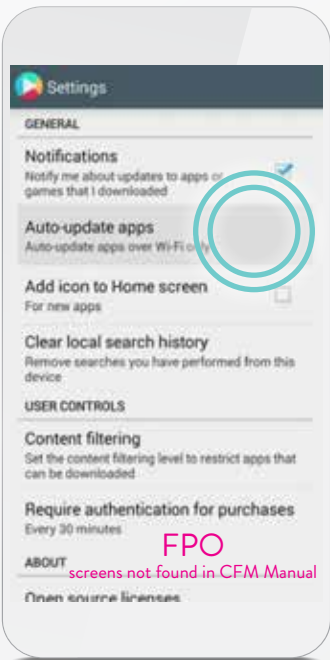 Settings
GENERAL
Notifications
Notify me about updates to apps or
games that I downloaded
Auto-update apps
Auto-update apps over Wi-Fi only
Add icon to Home screen
For new apps
Clear local search history
Remove searches you have performed from this
device
USER CONTROLS
Content filtering
Set the content filtering level to restrict apps that
can be downloaded
Require authentication for purchases
Every 30 minutes
FPO
ABOUT
screens not found in CFM Manual
Open source licenses